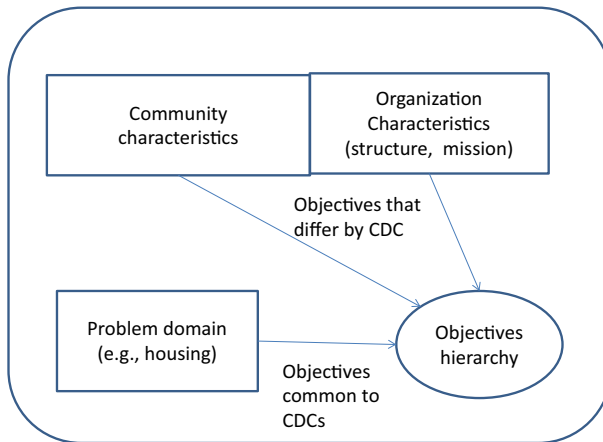 Community
characteristics
Organization
Characteristics
(structure, mission)
Objectives that
differ by CDC
Problem domain
(e.g., housing)
Objectives
hierarchy
Objectives
common to
CDCs